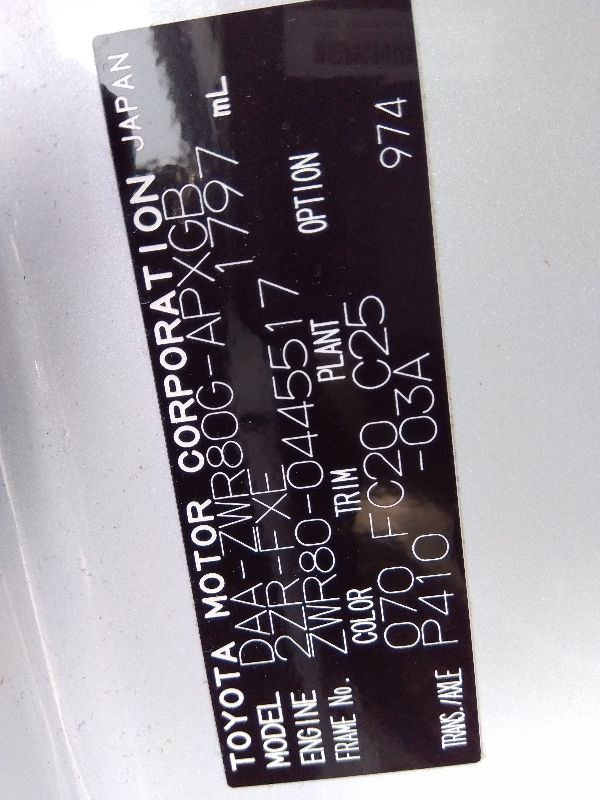 TOYOTA MOTOR CORPORATION JAPAN
MODEL DAA-ZWR80G-APXGB
ENGINE 2ZR-FXE 1797 mL
FRAME No. ZWR80-0445517
COLOR TRIM PLANT OPTION
070 FC20 C25 974
TRANS./AXLE P410 -03A